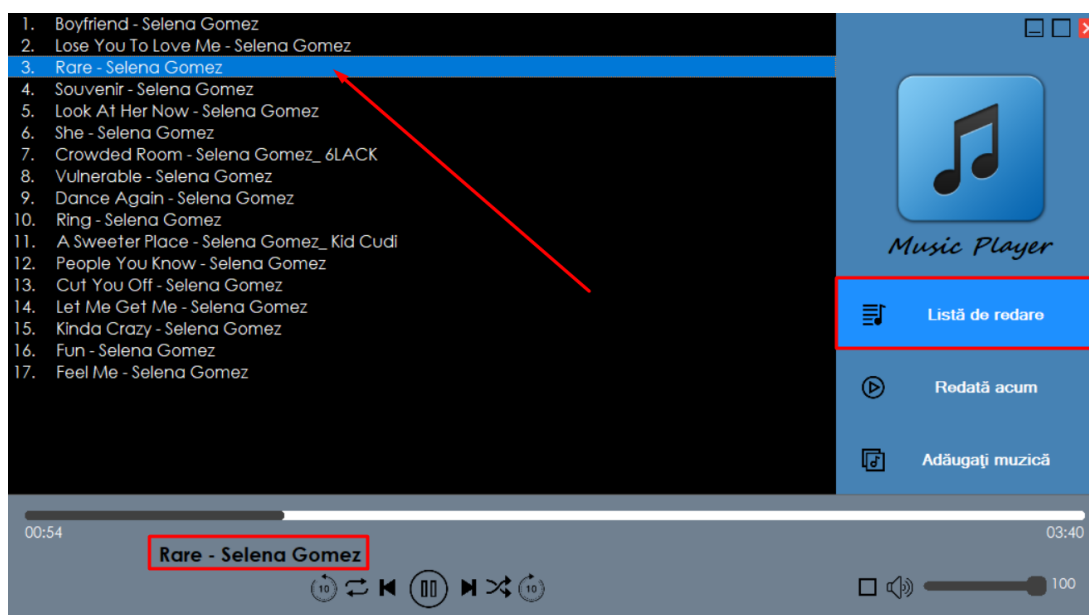 1. Boyfriend - Selena Gomez
2. Lose You To Love Me - Selena Gomez
3. Rare - Selena Gomez
4. Souvenir - Selena Gomez
5. Look At Her Now - Selena Gomez
6. She - Selena Gomez
7. Crowded Room - Selena Gomez_ 6LACK
8. Vulnerable - Selena Gomez
9. Dance Again - Selena Gomez
10. Ring - Selena Gomez
11. A Sweeter Place - Selena Gomez_ Kid Cudi
12. People You Know - Selena Gomez
13. Cut You Off - Selena Gomez
14. Let Me Get Me - Selena Gomez
15. Kinda Crazy - Selena Gomez
16. Fun - Selena Gomez
17. Feel Me - Selena Gomez
Music Player
Listă de redare
Redată acum
Adăugaţi muzică
00:54
03:40
Rare - Selena Gomez
10
10
100